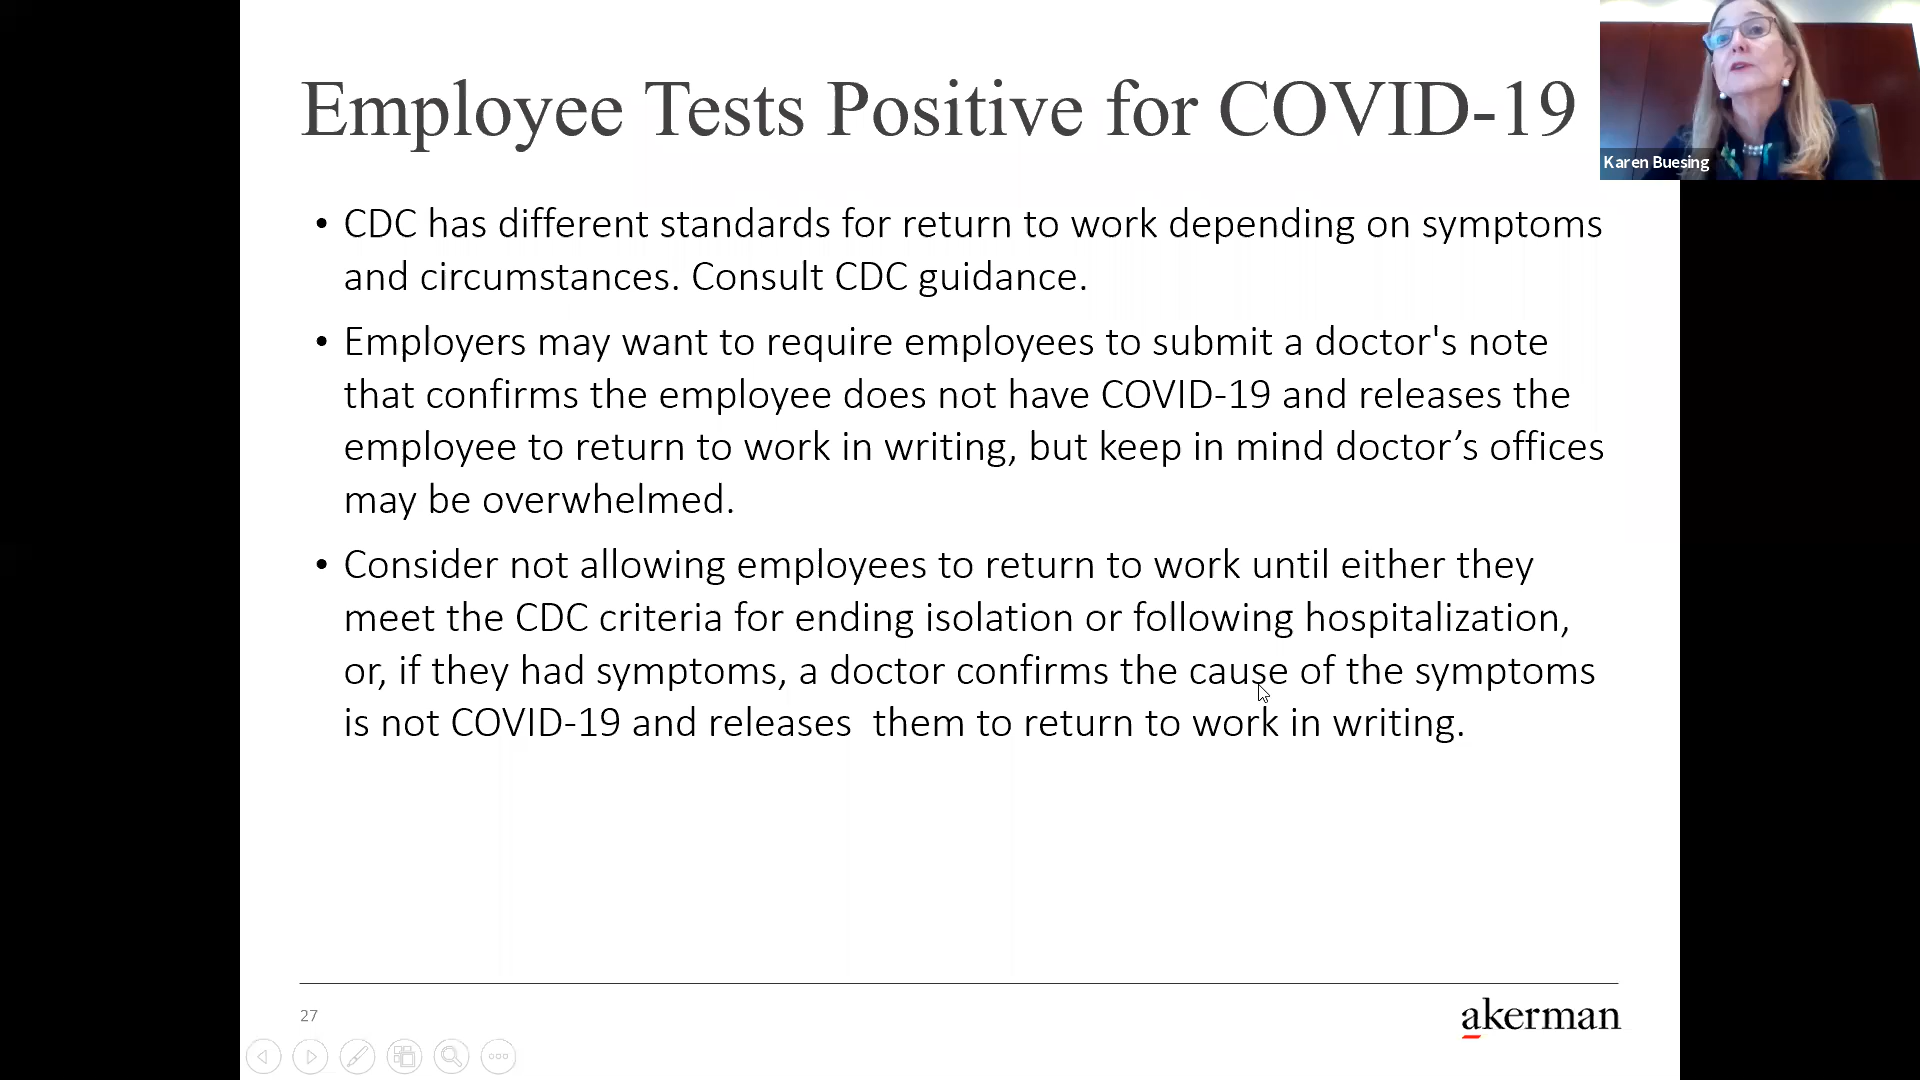 Employee Tests Positive for COVID-19
Karen Buesing
• CDC has different standards for return to work depending on symptoms
and circumstances. Consult CDC guidance.
• Employers may want to require employees to submit a doctor's note
that confirms the employee does not have COVID-19 and releases the
employee to return to work in writing, but keep in mind doctor’s offices
may be overwhelmed.
• Consider not allowing employees to return to work until either they
meet the CDC criteria for ending isolation or following hospitalization,
or, if they had symptoms, a doctor confirms the cause of the symptoms
is not COVID-19 and releases  them to return to work in writing.
27
akerman